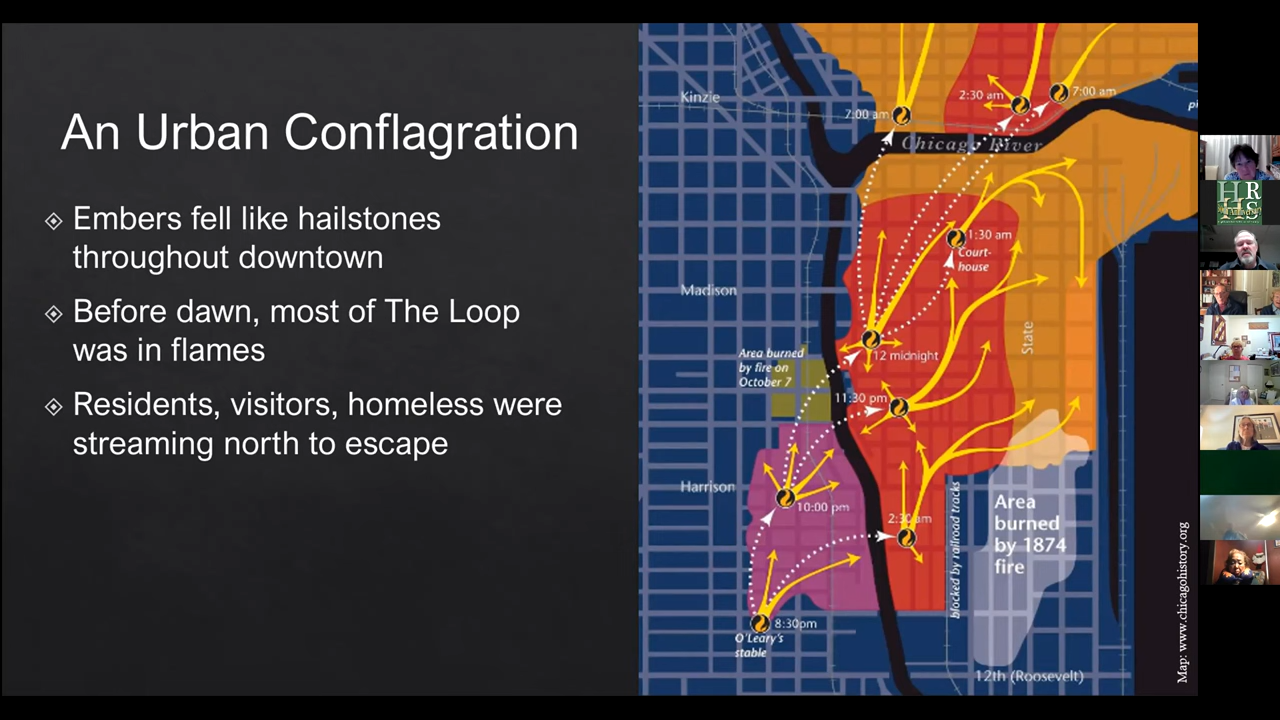 An Urban Conflagration
Embers fell like hailstones
throughout downtown
Before dawn, most of The Loop
was in flames
Residents, visitors, homeless were
streaming north to escape
Kinzie
7:00 am
2:30 am
7:00 am
Chicago River
1:30 am
Court-
house
Madison
State
12 midnight
Area burned
by fire on
October 7
11:30 pm
Harrison
10:00 pm
2:30 am
blocked by railroad tracks
Area
burned
by 1874
fire
8:30pm
O'Leary's
stable
12th (Roosevelt)
Map: www.chicagohistory.org
H R
H S